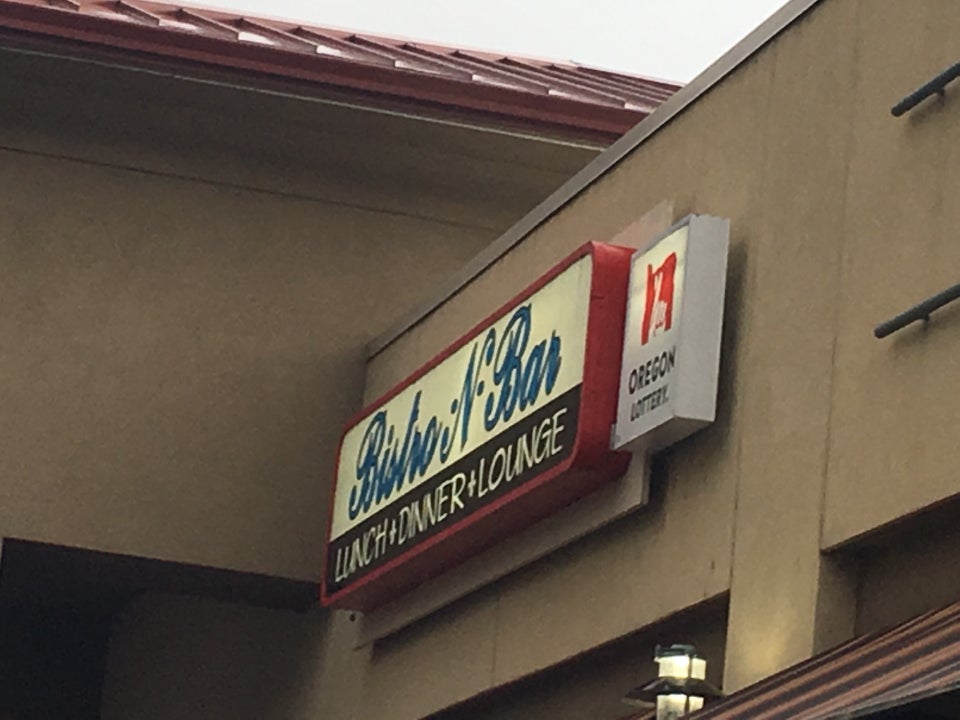 Bistro 'N' Bar
LUNCH+DINNER+LOUNGE
OREGON
LOTTERY.